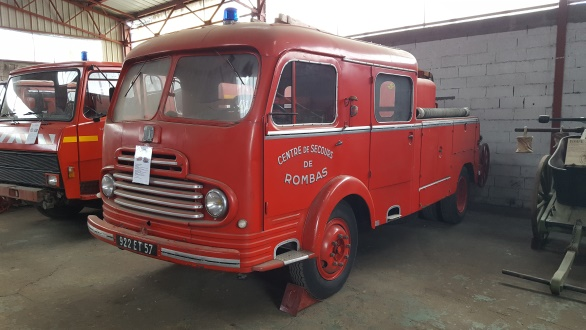 CENTRE DE SECOURS
DE
ROMBAS
922 ET 57